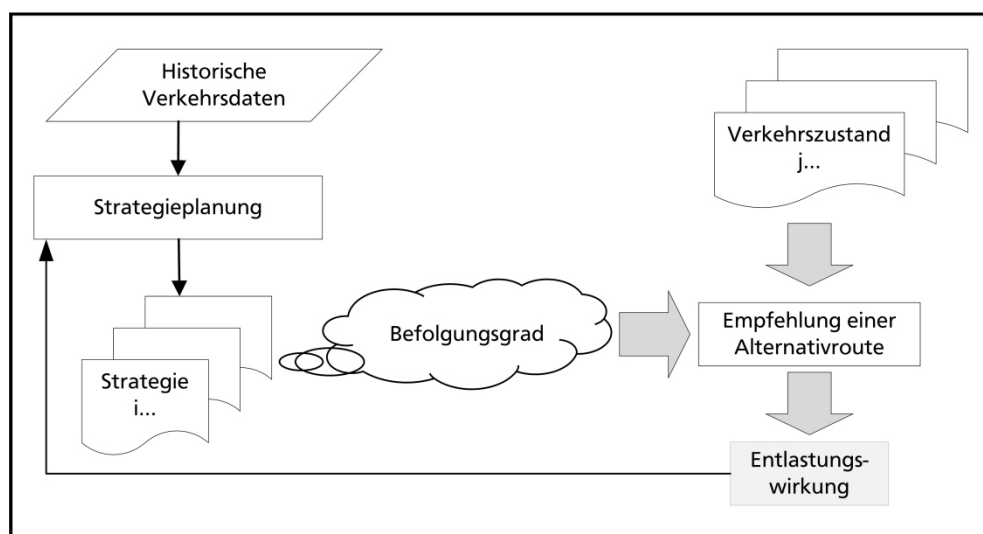 Historische
Verkehrsdaten
Strategieplanung
Strategie
i...
Befolgungsgrad
Verkehrszustand
j...
Empfehlung einer
Alternativroute
Entlastungs-
wirkung